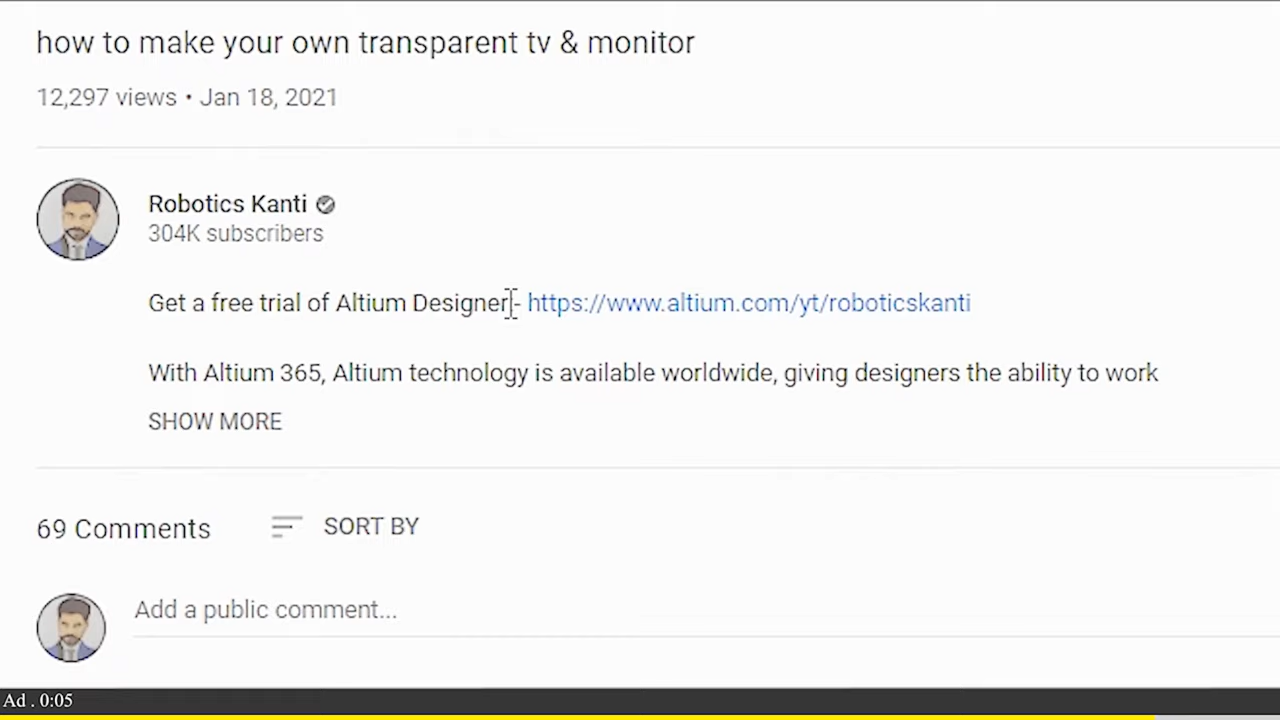 how to make your own transparent tv & monitor
12,297 views • Jan 18, 2021
Robotics Kanti
304K subscribers
Get a free trial of Altium Designer - https://www.altium.com/yt/roboticskanti
With Altium 365, Altium technology is available worldwide, giving designers the ability to work
SHOW MORE
69 Comments SORT BY
Add a public comment...
Ad . 0:05